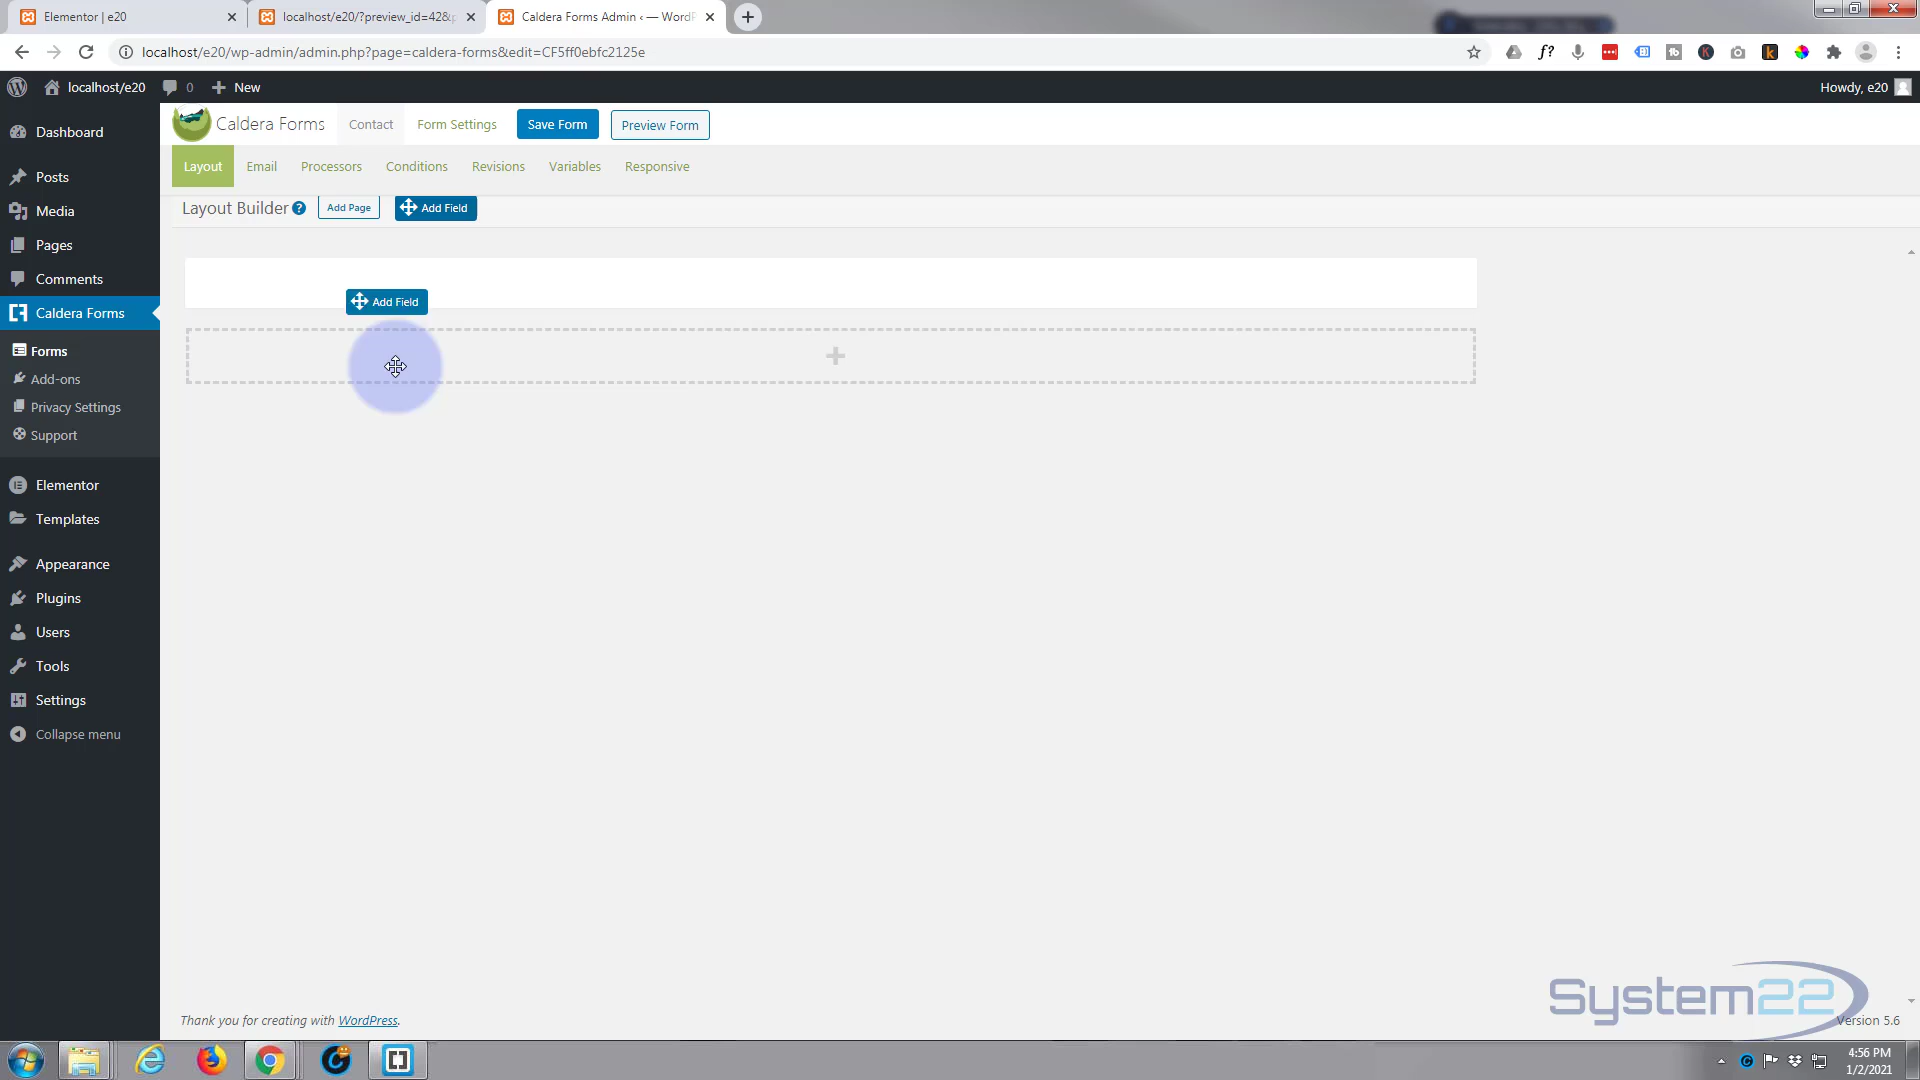 Elementor | e20
localhost/e20/?preview_id=42&p
Caldera Forms Admin ‹ — WordP
localhost/e20/wp-admin/admin.php?page=caldera-forms&edit=CF5ff0ebfc2125e
localhost/e20
0
New
Howdy, e20
Dashboard
Posts
Media
Pages
Comments
Caldera Forms
Forms
Add-ons
Privacy Settings
Support
Elementor
Templates
Appearance
Plugins
Users
Tools
Settings
Collapse menu
Caldera Forms
Contact
Form Settings
Save Form
Preview Form
Layout
Email
Processors
Conditions
Revisions
Variables
Responsive
Layout Builder
Add Page
Add Field
Add Field
Thank you for creating with WordPress.
System22
Version 5.6
4:56 PM
1/2/2021